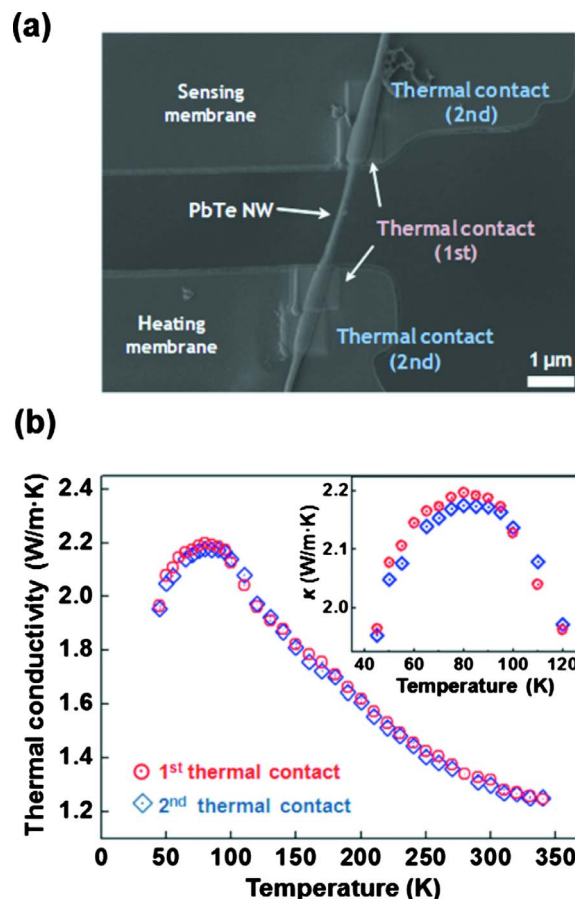 (a)
Sensing
membrane
Thermal contact
(2nd)
PbTe NW
Thermal contact
(1st)
Heating
membrane
Thermal contact
(2nd)
1 μm
(b)
Thermal conductivity (W/m·K)
2.4
2.2
2.0
1.8
1.6
1.4
1.2
κ (W/m·K)
2.2
2.1
2.0
40 60 80 100 120
Temperature (K)
1st thermal contact
2nd thermal contact
0 50 100 150 200 250 300 350
Temperature (K)